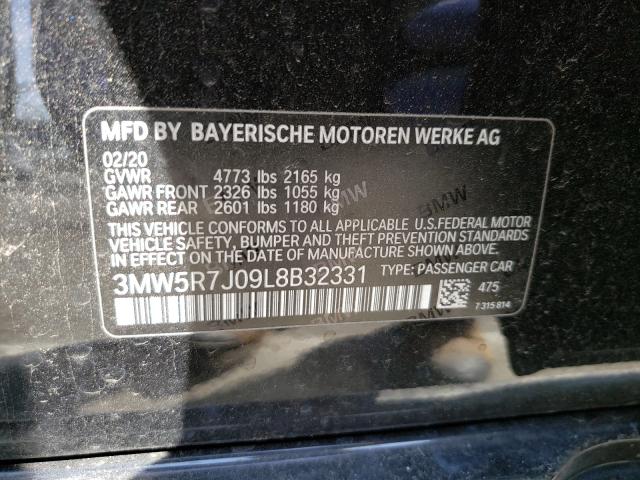 MFD BY BAYERISCHE MOTOREN WERKE AG
02/20
GVWR 4773 lbs 2165 kg
GAWR FRONT 2326 lbs 1055 kg
GAWR REAR 2601 lbs 1180 kg
THIS VEHICLE CONFORMS TO ALL APPLICABLE U.S.FEDERAL MOTOR
VEHICLE SAFETY, BUMPER AND THEFT PREVENTION STANDARDS
IN EFFECT ON THE DATE OF MANUFACTURE SHOWN ABOVE.
3MW5R7J09L8B32331 TYPE: PASSENGER CAR
475
7 315 814